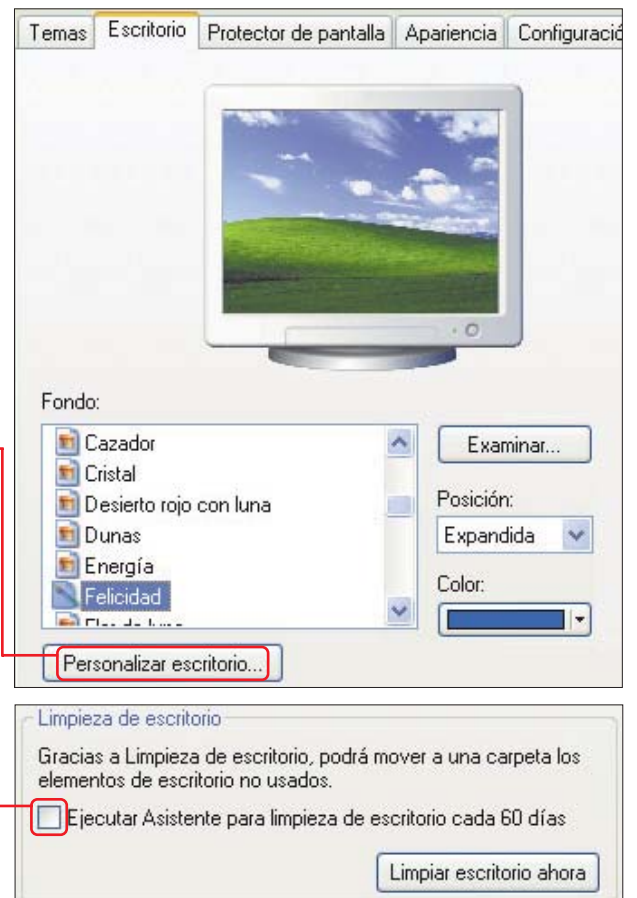 Temas Escritorio Protector de pantalla Apariencia
Fondo:
Cazador
Cristal
Desierto rojo con luna
Dunas
Energía
Felicidad
Examinar...
Posición:
Expandida
Color:
Personalizar escritorio...
Limpieza de escritorio
Gracias a Limpieza de escritorio, podrá mover a una carpeta los
elementos de escritorio no usados.
Ejecutar Asistente para limpieza de escritorio cada 60 días
Limpiar escritorio ahora